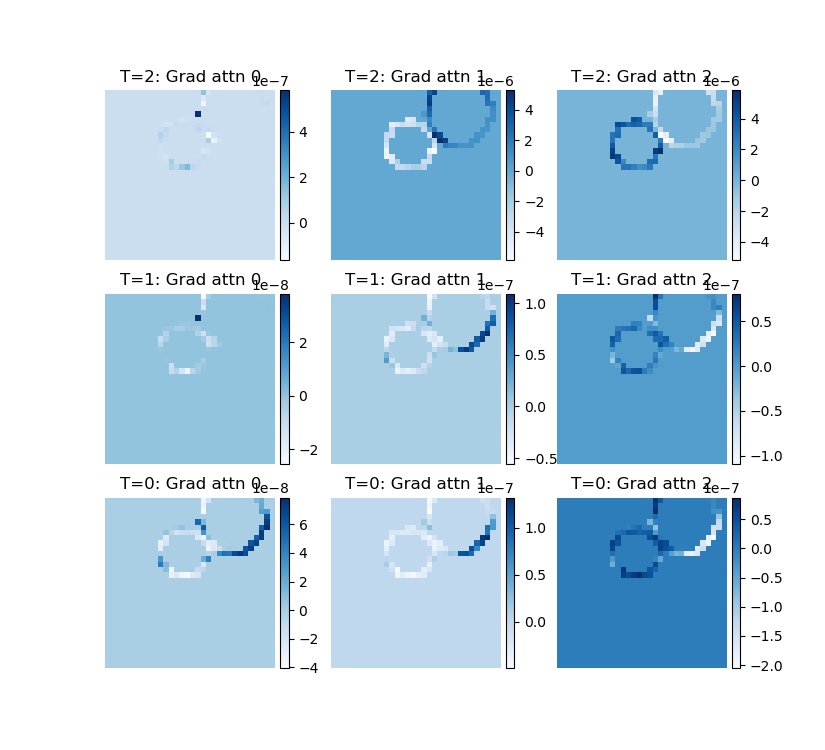 T=2: Grad attn 0
1e−7
4
2
0
T=2: Grad attn 1
1e−6
4
2
0
−2
−4
T=2: Grad attn 2
1e−6
4
2
0
−2
−4
T=1: Grad attn 0
1e−8
2
0
−2
T=1: Grad attn 1
1e−7
1.0
0.5
0.0
−0.5
T=1: Grad attn 2
1e−7
0.5
0.0
−0.5
−1.0
T=0: Grad attn 0
1e−8
6
4
2
0
−2
−4
T=0: Grad attn 1
1e−7
1.0
0.5
0.0
T=0: Grad attn 2
1e−7
0.5
0.0
−0.5
−1.0
−1.5
−2.0